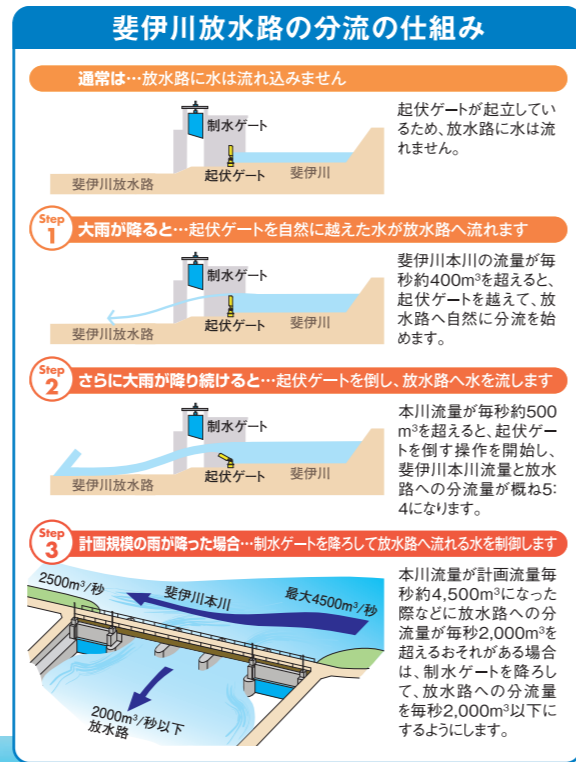 斐伊川放水路の分流の仕組み
通常は…放水路に水は流れ込みません
制水ゲート
起伏ゲート
斐伊川
斐伊川放水路
起伏ゲートが起立してい
るため、放水路に水は流
れません。
Step
1
大雨が降ると…起伏ゲートを自然に越えた水が放水路へ流れます
制水ゲート
斐伊川放水路
起伏ゲート
斐伊川
斐伊川本川の流量が毎
秒約400m³を超えると、
起伏ゲートを越えて、放
水路へ自然に分流を始
めます。
Step
2
さらに大雨が降り続けると…起伏ゲートを倒し、放水路へ水を流します
制水ゲート
斐伊川放水路
起伏ゲート
斐伊川
本川流量が毎秒約500
m³を超えると、起伏ゲー
トを倒す操作を開始し、
斐伊川本川流量と放水
路への分流量が概ね5:
4になります。
Step
3
計画規模の雨が降った場合…制水ゲートを降ろして放水路へ流れる水を制御します
2500m³/秒
斐伊川本川
最大4500m³/秒
2000m³/秒以下
放水路
本川流量が計画流量毎
秒約4,500m³になった
際などに放水路への分
流量が毎秒2,000m³を
超えるおそれがある場合
は、制水ゲートを降ろし
て、放水路への分流量
を毎秒2,000m³以下に
するようにします。